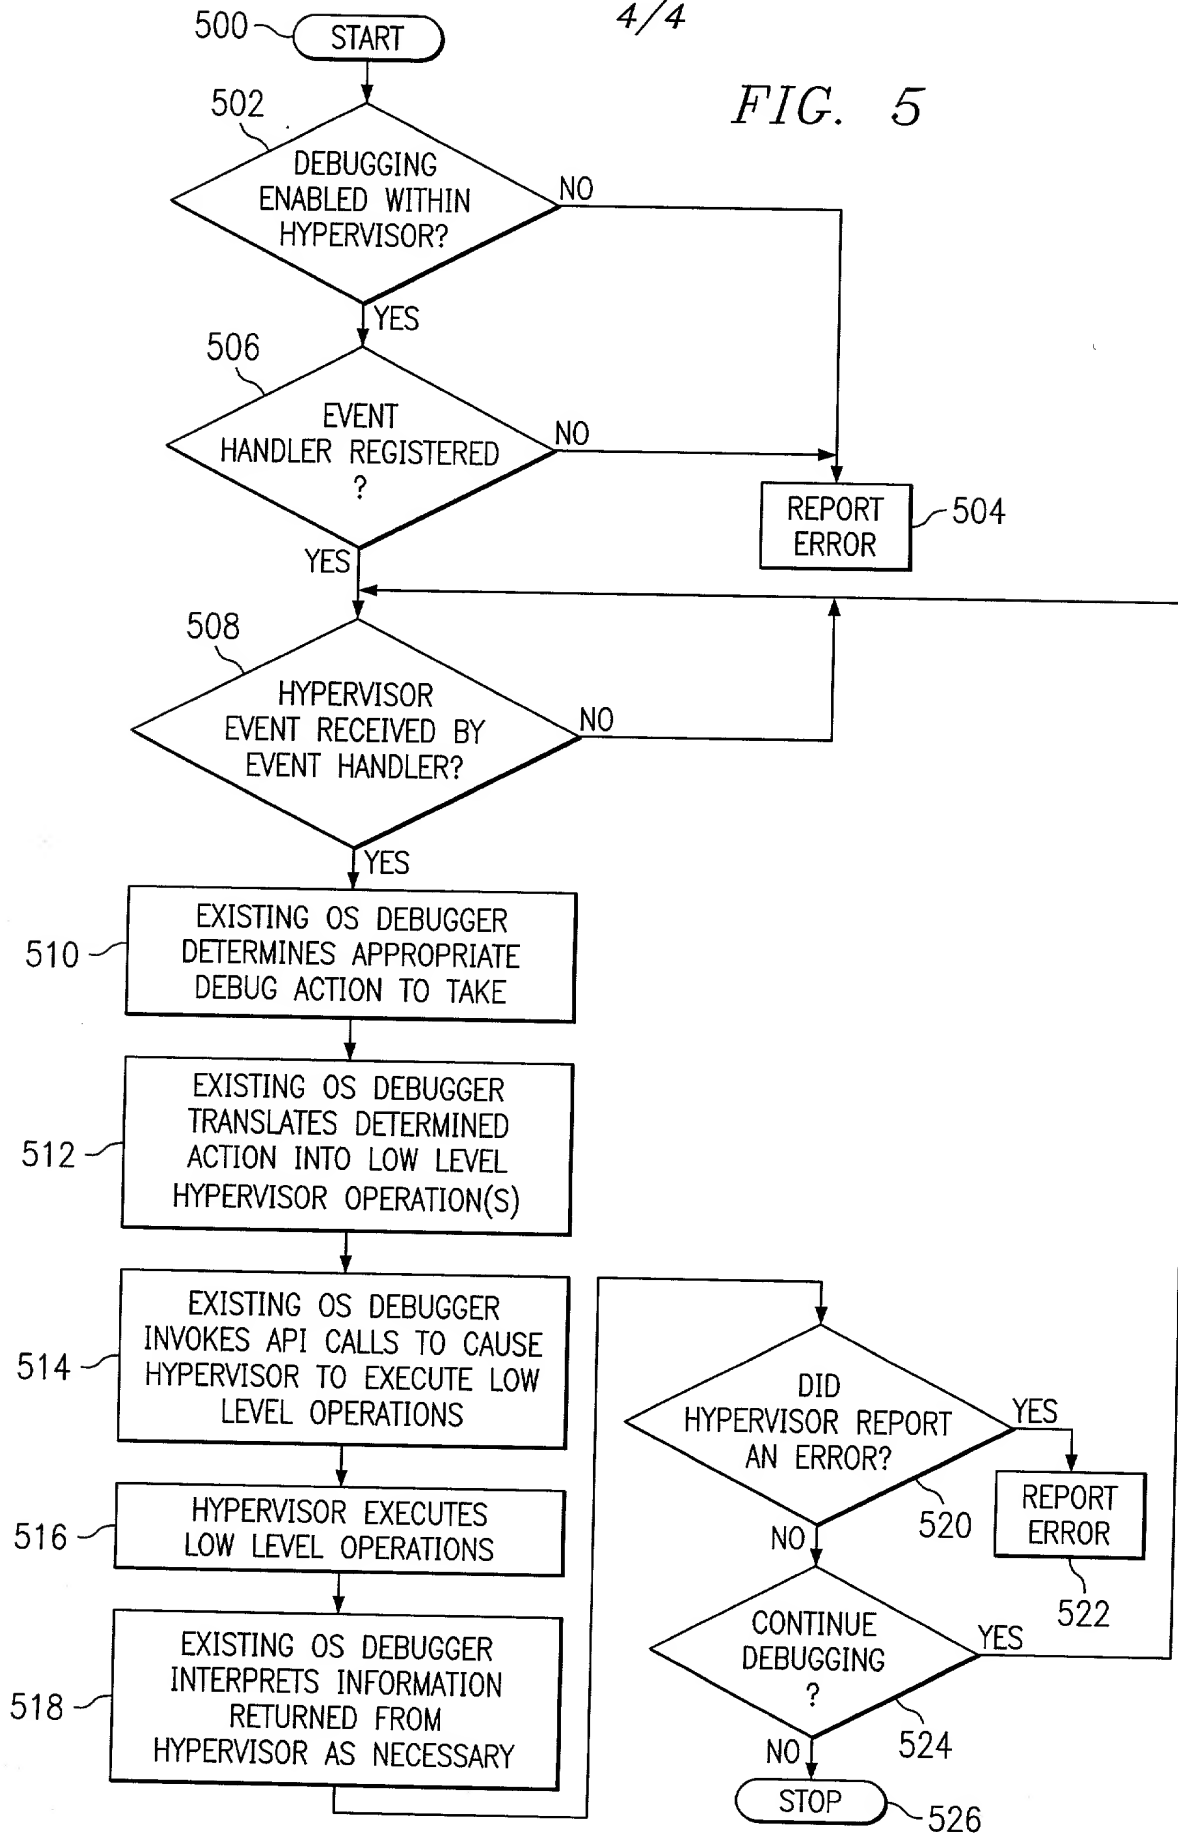 4/4
FIG. 5
500
START
502
DEBUGGING
ENABLED WITHIN
HYPERVISOR?
NO
YES
506
EVENT
HANDLER REGISTERED
?
NO
YES
REPORT
ERROR
504
508
HYPERVISOR
EVENT RECEIVED BY
EVENT HANDLER?
NO
YES
510
EXISTING OS DEBUGGER
DETERMINES APPROPRIATE
DEBUG ACTION TO TAKE
512
EXISTING OS DEBUGGER
TRANSLATES DETERMINED
ACTION INTO LOW LEVEL
HYPERVISOR OPERATION(S)
514
EXISTING OS DEBUGGER
INVOKES API CALLS TO CAUSE
HYPERVISOR TO EXECUTE LOW
LEVEL OPERATIONS
516
HYPERVISOR EXECUTES
LOW LEVEL OPERATIONS
518
EXISTING OS DEBUGGER
INTERPRETS INFORMATION
RETURNED FROM
HYPERVISOR AS NECESSARY
DID
HYPERVISOR REPORT
AN ERROR?
YES
520
NO
REPORT
ERROR
522
CONTINUE
DEBUGGING
?
YES
524
NO
STOP
526